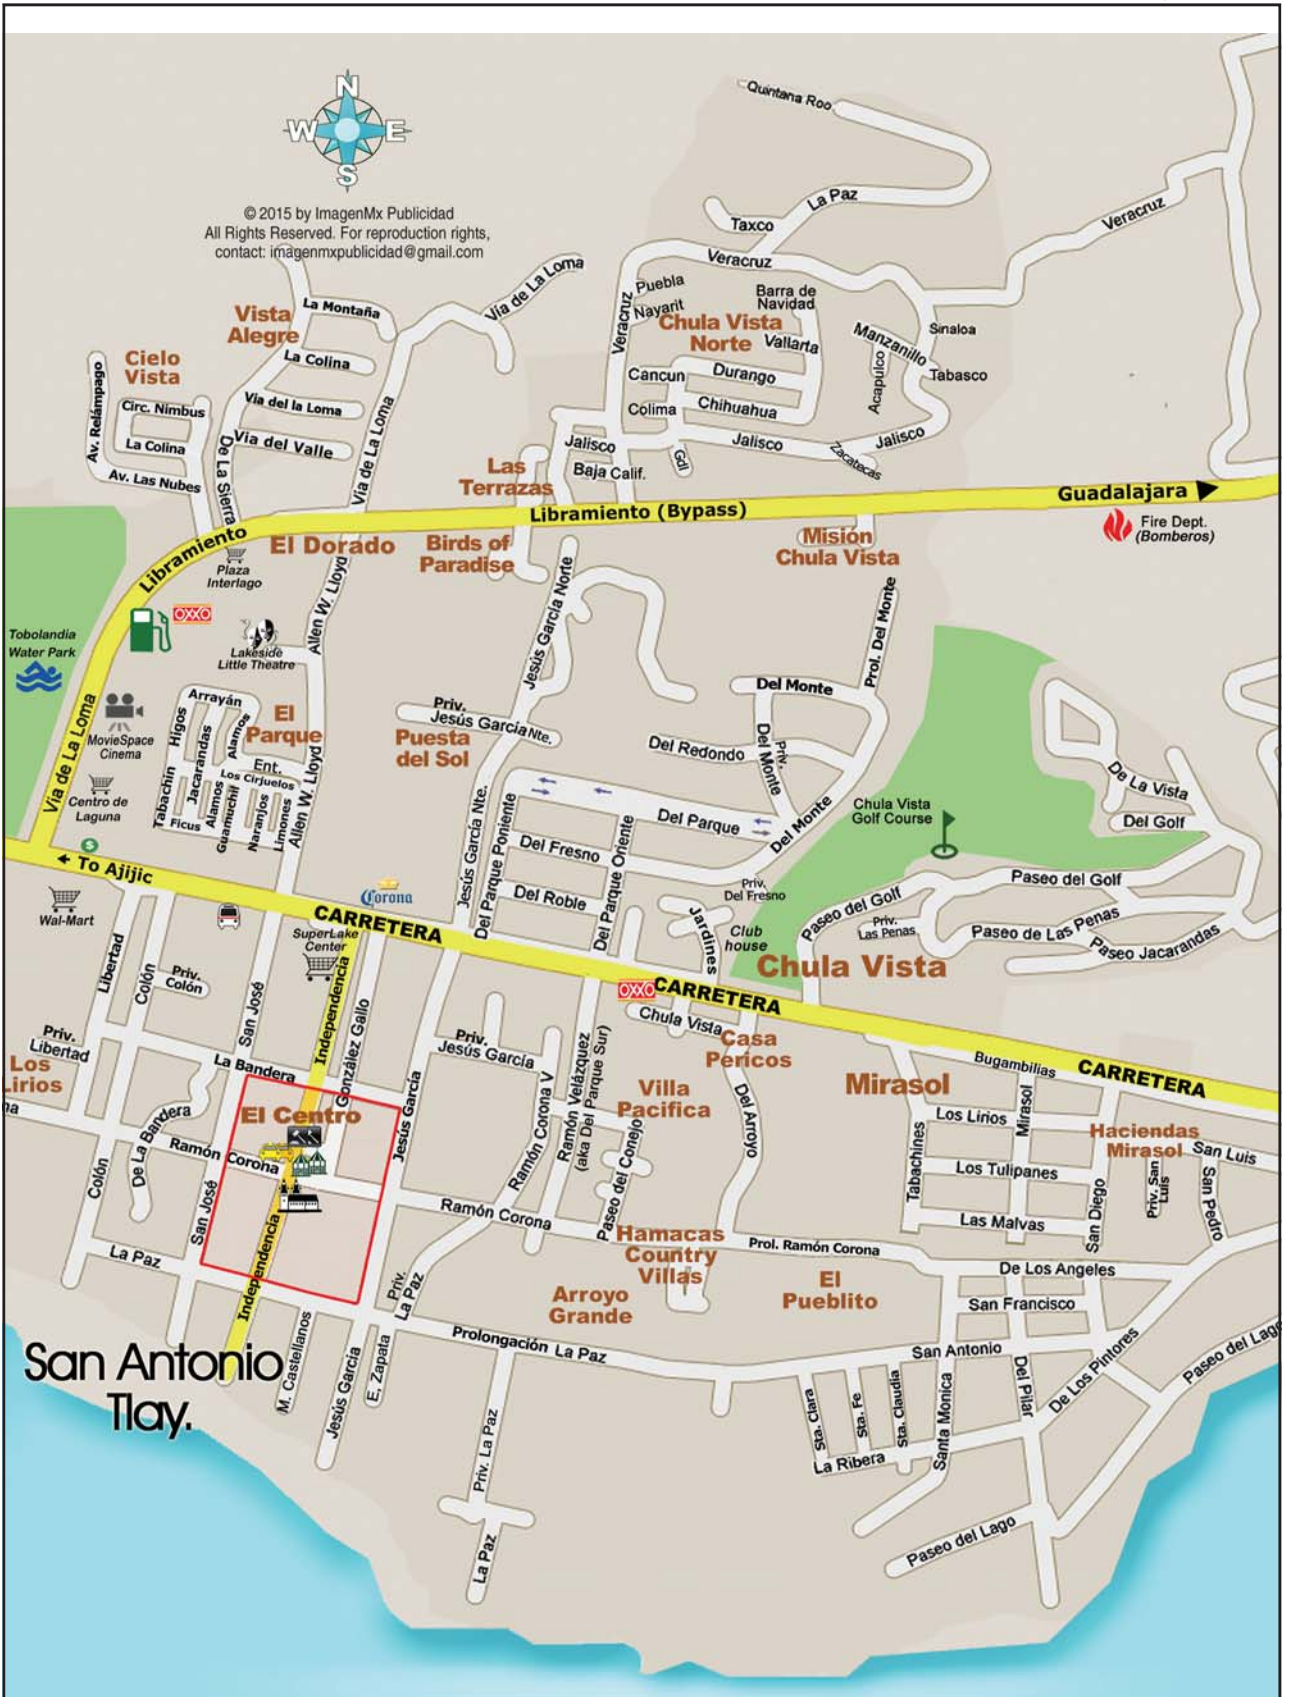 N
W E
S
© 2015 by ImagenMx Publicidad
All Rights Reserved. For reproduction rights,
contact: imagenmxpublicidad@gmail.com
Quintana Roo
La Paz
Taxco
Veracruz
Veracruz
Veracruz
Puebla
Nayarit
Barra de
Navidad
Chula Vista
Norte
Vallarta
Manzanillo
Sinaloa
Acapulco
Tabasco
Cancun
Durango
Colima
Chihuahua
Jalisco
Jalisco
Jalisco
Zacatecas
Gdl
Baja Calif.
Vía de La Loma
La Montaña
Vista
Alegre
La Colina
Cielo
Vista
Av. Relámpago
Circ. Nimbus
La Colina
Av. Las Nubes
Via del la Loma
Via del Valle
De La Sierra
Vía de La Loma
Las
Terrazas
Libramiento (Bypass)
Guadalajara
Fire Dept.
(Bomberos)
Libramiento
El Dorado
Birds of
Paradise
Misión
Chula Vista
Plaza
Interlago
OXXO
Tobolandia
Water Park
Lakeside
Little Theatre
Allen W. Lloyd
Jesús García Norte
Prol. Del Monte
Vía de La Loma
MovieSpace
Cinema
Centro de
Laguna
$
Arrayán
Higos
Jacarandas
Alamos
El
Parque
Ent.
Los Cirjuelos
Tabachin
Alamos
Guamuchil
Naranjos
Limones
Ficus
Allen W. Lloyd
Priv.
Jesús García Nte.
Puesta
del Sol
Del Monte
Del Redondo
Priv.
Del Monte
Del Parque
Del Monte
Jesús García Nte.
Del Parque Poniente
Del Fresno
Del Roble
Del Parque Oriente
Priv.
Del Fresno
Chula Vista
Golf Course
De La Vista
Del Golf
Paseo del Golf
Paseo del Golf
Priv.
Las Penas
Paseo de Las Penas
Paseo Jacarandas
Jardines
Club
house
Chula Vista
To Ajijic
Wal-Mart
Corona
CARRETERA
SuperLake
Center
OXXO
CARRETERA
CARRETERA
Libertad
Colón
Priv.
Colón
San José
Independencia
González Gallo
Priv.
Libertad
Los
Lirios
na
La Bandera
El Centro
De La Bandera
Ramón Corona
Colón
San José
Independencia
La Paz
Jesús García
Priv.
Jesús García
Ramón Corona V
Ramón Velázquez
(aka Del Parque Sur)
Chula Vista
Casa
Pericos
Villa
Pacifica
Paseo del Conejo
Del Arroyo
Ramón Corona
Hamacas
Country
Villas
Arroyo
Grande
Prol. Ramón Corona
El
Pueblito
Mirasol
Bugambilias
Los Lirios
Mirasol
Tabachines
Los Tulipanes
Las Malvas
Haciendas
Mirasol
San Luis
Priv. San
Luis
San Pedro
San Diego
De Los Angeles
San Francisco
San Antonio
Priv.
La Paz
Prolongación La Paz
M. Castellanos
Jesús García
E. Zapata
Priv. La Paz
La Paz
Sta. Clara
Sta. Fe
Sta. Claudia
Santa Monica
La Ribera
Del Pilar
De Los Pintores
Paseo del Lago
Paseo del Lago
San Antonio
Tlay.